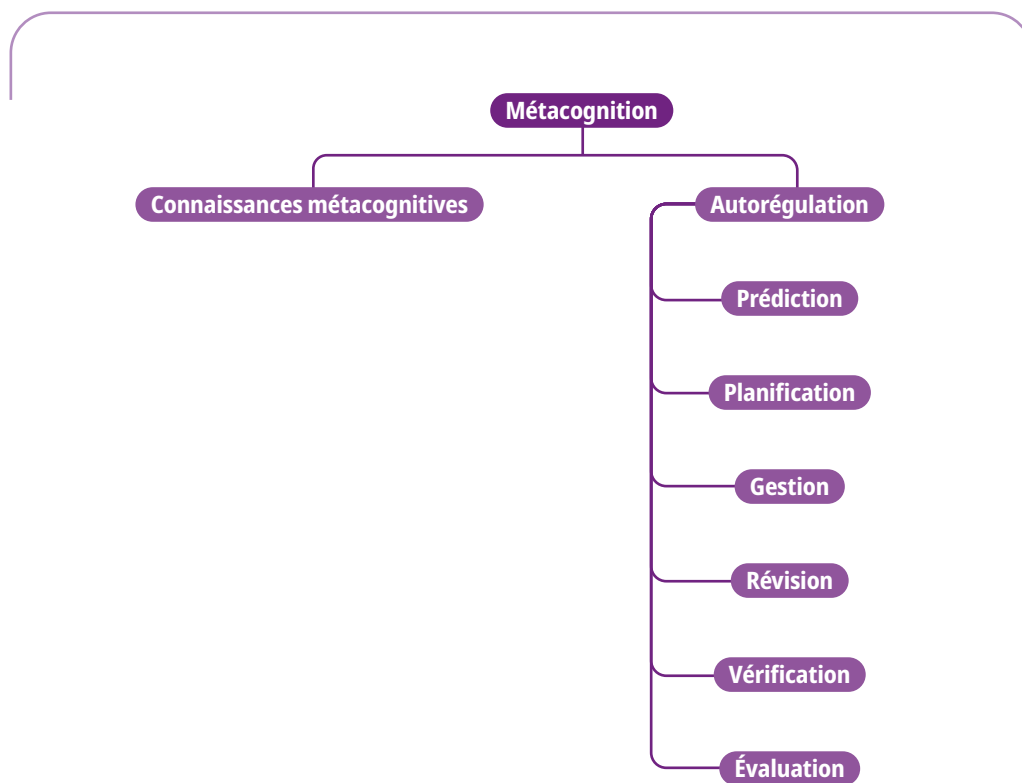 Métacognition
Connaissances métacognitives
Autorégulation
Prédiction
Planification
Gestion
Révision
Vérification
Évaluation